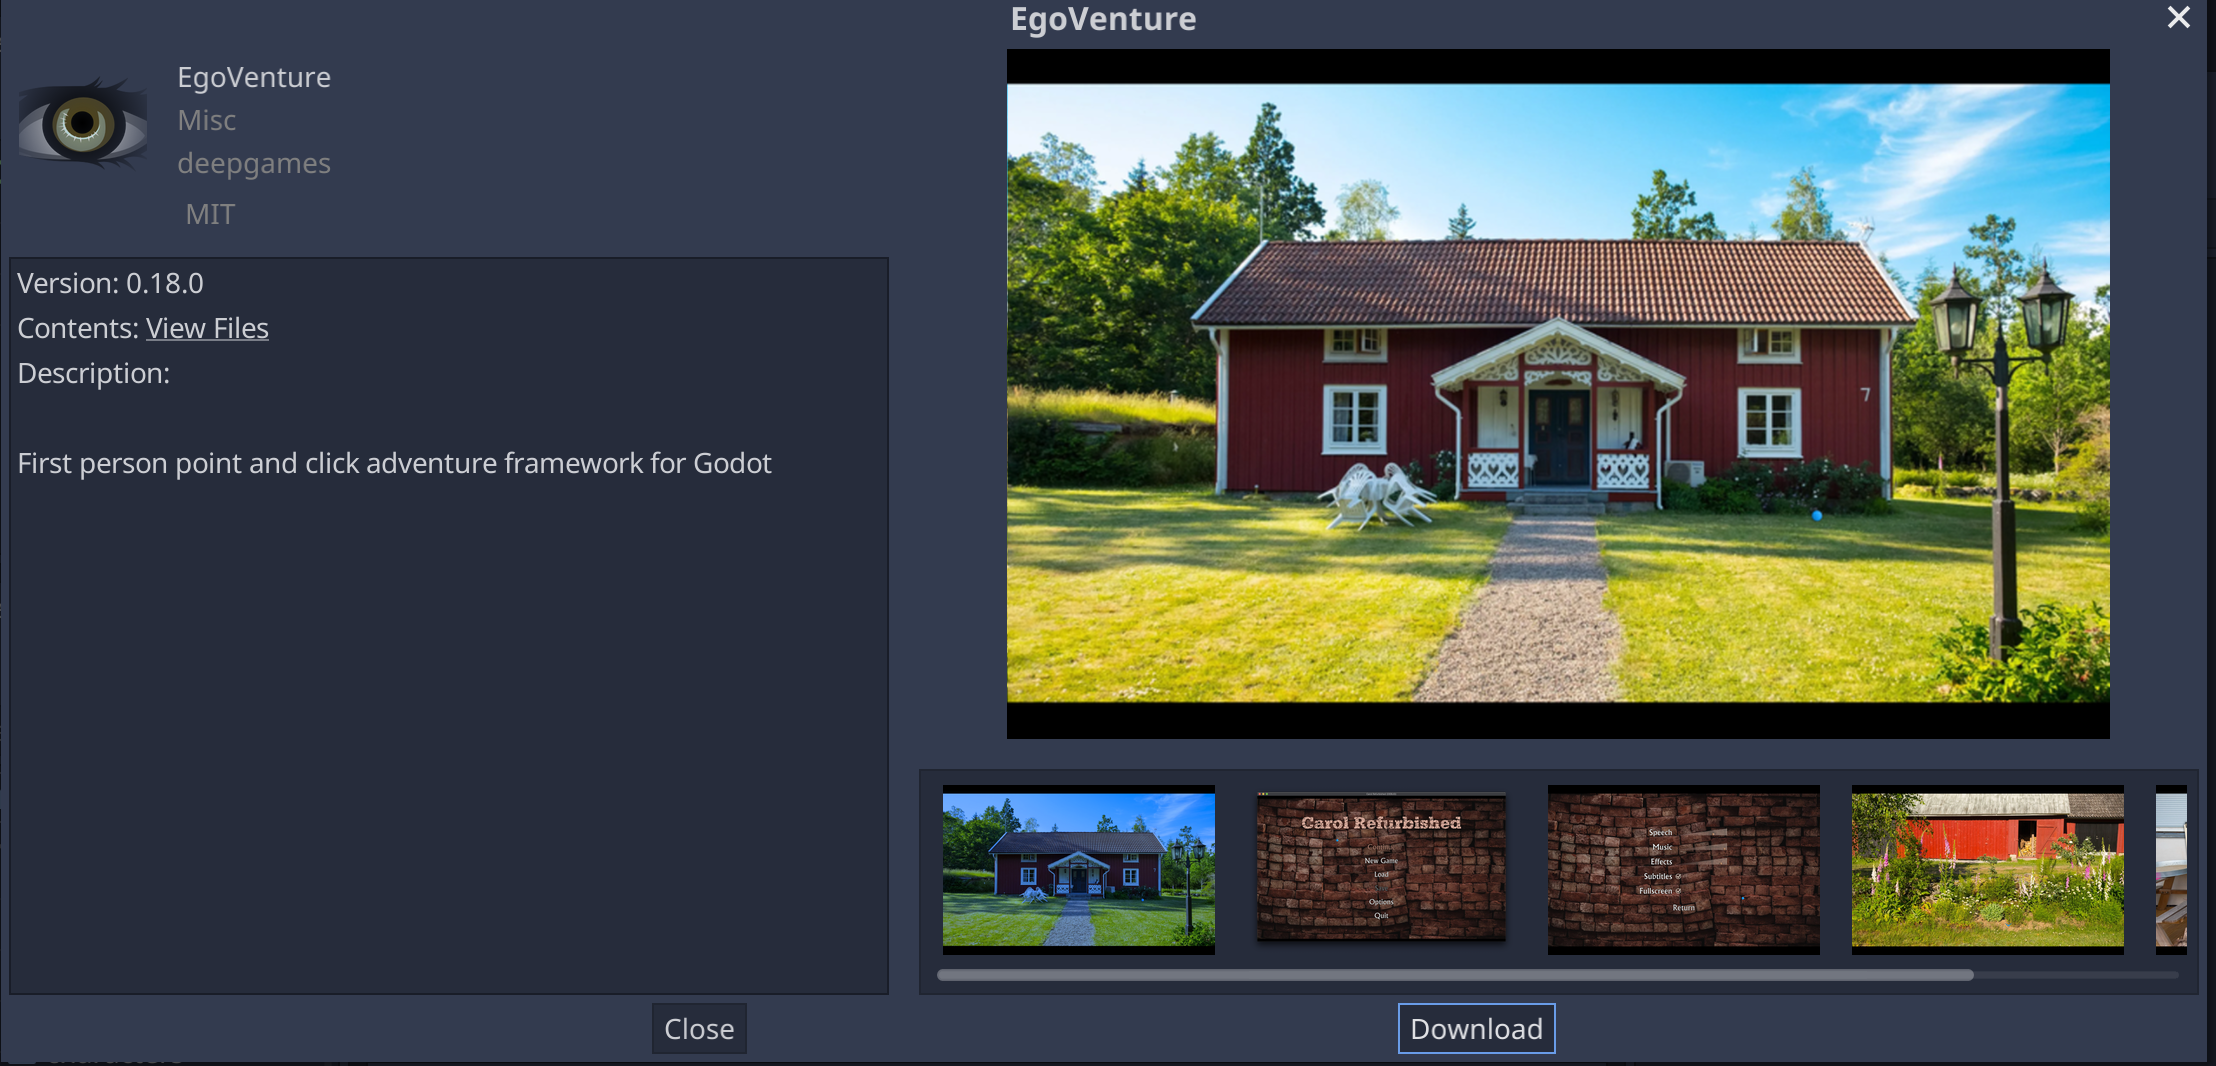 EgoVenture
EgoVenture
Misc
deepgames
MIT
Version: 0.18.0
Contents: View Files
Description:
First person point and click adventure framework for Godot
7
Carol Refurbished
Continue
New Game
Load
Options
Quit
Speech
Music
Effects
Subtitles
Fullscreen
Return
Close
Download